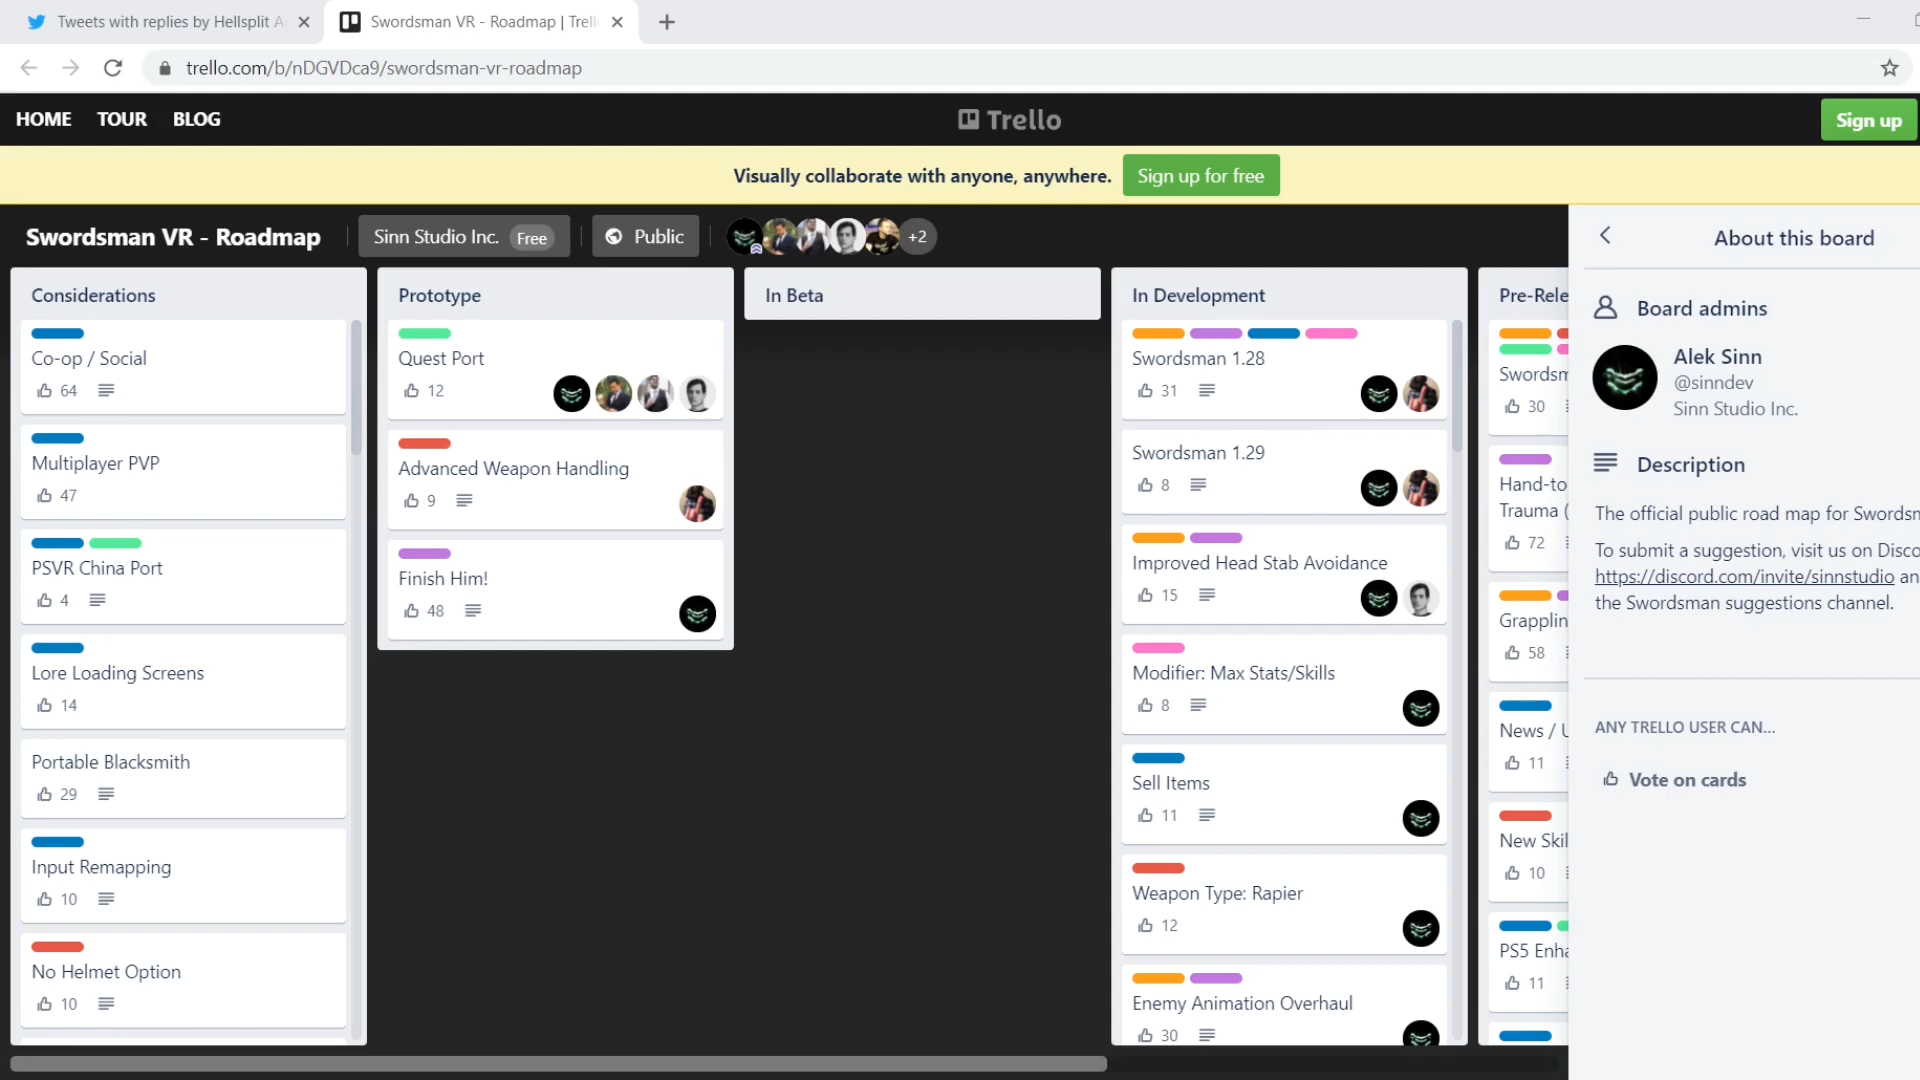 Tweets with replies by Hellsplit A
Swordsman VR - Roadmap | Trell
trello.com/b/nDGVDca9/swordsman-vr-roadmap
HOME TOUR BLOG
Trello
Sign up
Visually collaborate with anyone, anywhere. Sign up for free
Swordsman VR - Roadmap
Sinn Studio Inc. Free
Public
+2
Considerations
Co-op / Social
64
Multiplayer PVP
47
PSVR China Port
4
Lore Loading Screens
14
Portable Blacksmith
29
Input Remapping
10
No Helmet Option
10
Prototype
Quest Port
12
Advanced Weapon Handling
9
Finish Him!
48
In Beta
In Development
Swordsman 1.28
31
Swordsman 1.29
8
Improved Head Stab Avoidance
15
Modifier: Max Stats/Skills
8
Sell Items
11
Weapon Type: Rapier
12
Enemy Animation Overhaul
30
Pre-Rele
Swordsm
30
Hand-to
Trauma (
72
Grapplin
58
News / U
11
New Skil
10
PS5 Enha
11
About this board
Board admins
Alek Sinn
@sinndev
Sinn Studio Inc.
Description
The official public road map for Swordsm
To submit a suggestion, visit us on Disco
https://discord.com/invite/sinnstudio an
the Swordsman suggestions channel.
ANY TRELLO USER CAN...
Vote on cards